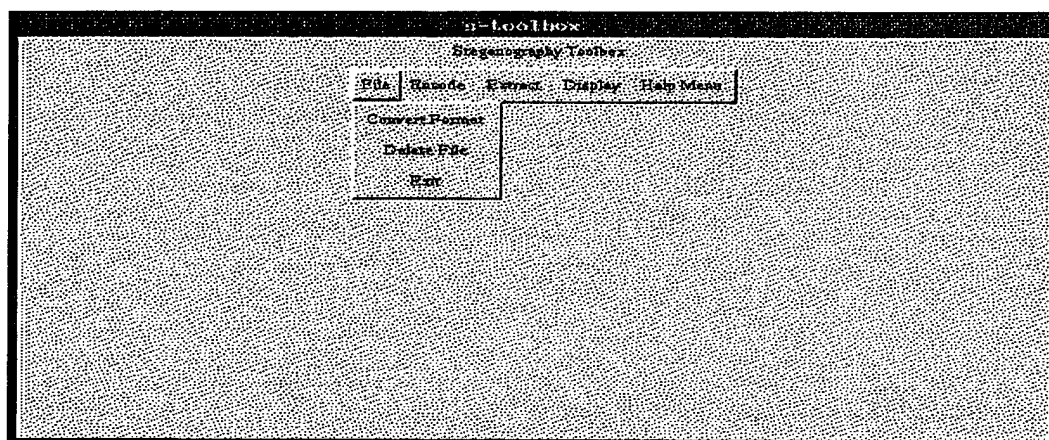 s-toolbox
Steganography Toolbox
File Encode Extract Display Help Menu
Convert Format
Delete File
Exit